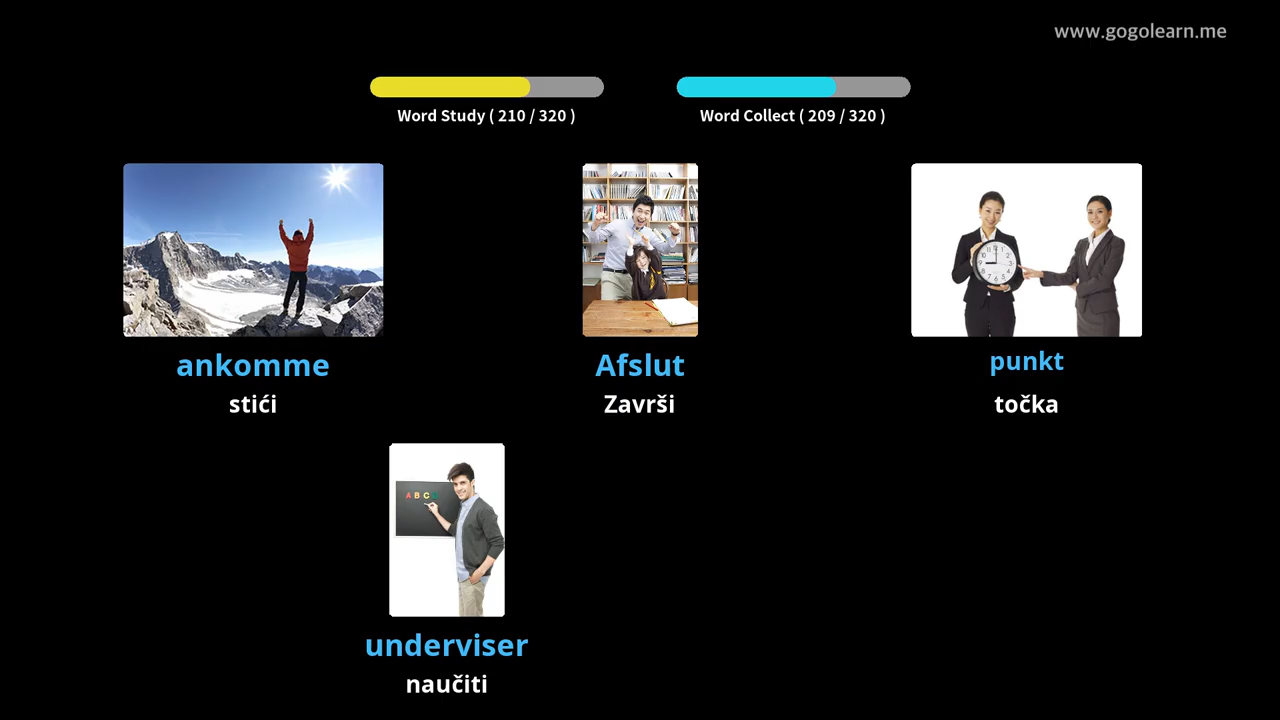 www.gogolearn.me
Word Study ( 210 / 320 )
Word Collect ( 209 / 320 )
ankomme
stići
Afslut
Završi
punkt
točka
A B C
underviser
naučiti